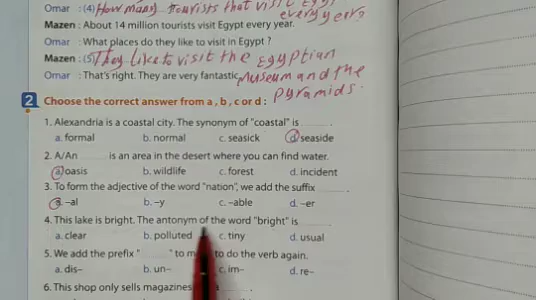 Omar : (4) How many tourists that visit Egypt
every year?
Mazen : About 14 million tourists visit Egypt every year.
Omar : What places do they like to visit in Egypt ?
Mazen : (5) They like to visit the Egyptian
Omar : That's right. They are very fantastic. Museum and the
pyramids.
2 Choose the correct answer from a , b , c or d :
1. Alexandria is a coastal city. The synonym of "coastal" is ______.
a. formal b. normal c. seasick d. seaside
2. A/An ______ is an area in the desert where you can find water.
a. oasis b. wildlife c. forest d. incident
3. To form the adjective of the word "nation", we add the suffix ______.
a. –al b. –y c. –able d. –er
4. This lake is bright. The antonym of the word "bright" is ______
a. clear b. polluted c. tiny d. usual
5. We add the prefix " ______ " to to do the verb again.
a. dis– b. un– c. im– d. re–
6. This shop only sells magazines a ______.